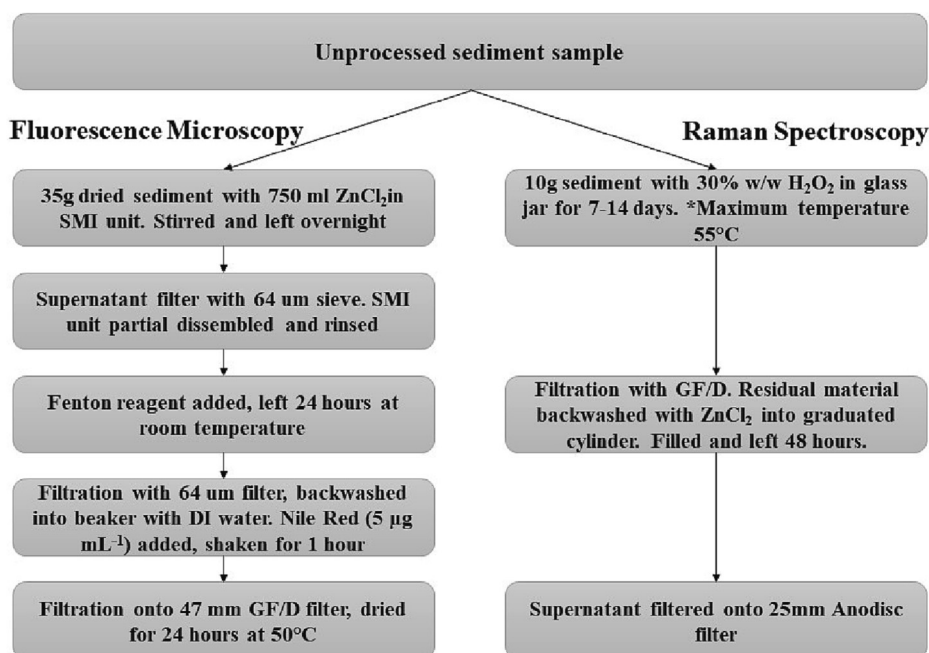 Unprocessed sediment sample
Fluorescence Microscopy
35g dried sediment with 750 ml ZnCl₂in
SMI unit. Stirred and left overnight
Supernatant filter with 64 um sieve. SMI
unit partial dissembled and rinsed
Fenton reagent added, left 24 hours at
room temperature
Filtration with 64 um filter, backwashed
into beaker with DI water. Nile Red (5 µg
mL⁻¹) added, shaken for 1 hour
Filtration onto 47 mm GF/D filter, dried
for 24 hours at 50°C
Raman Spectroscopy
10g sediment with 30% w/w H₂O₂ in glass
jar for 7-14 days. *Maximum temperature
55°C
Filtration with GF/D. Residual material
backwashed with ZnCl₂ into graduated
cylinder. Filled and left 48 hours.
Supernatant filtered onto 25mm Anodisc
filter